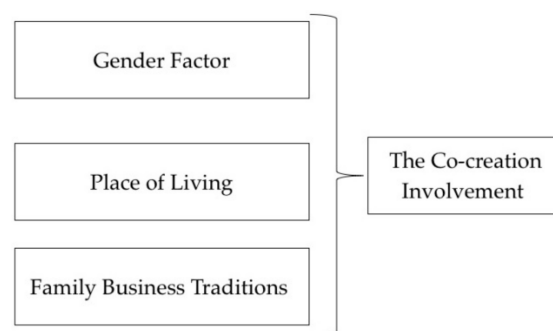 Gender Factor
Place of Living
The Co-creation
Involvement
Family Business Traditions